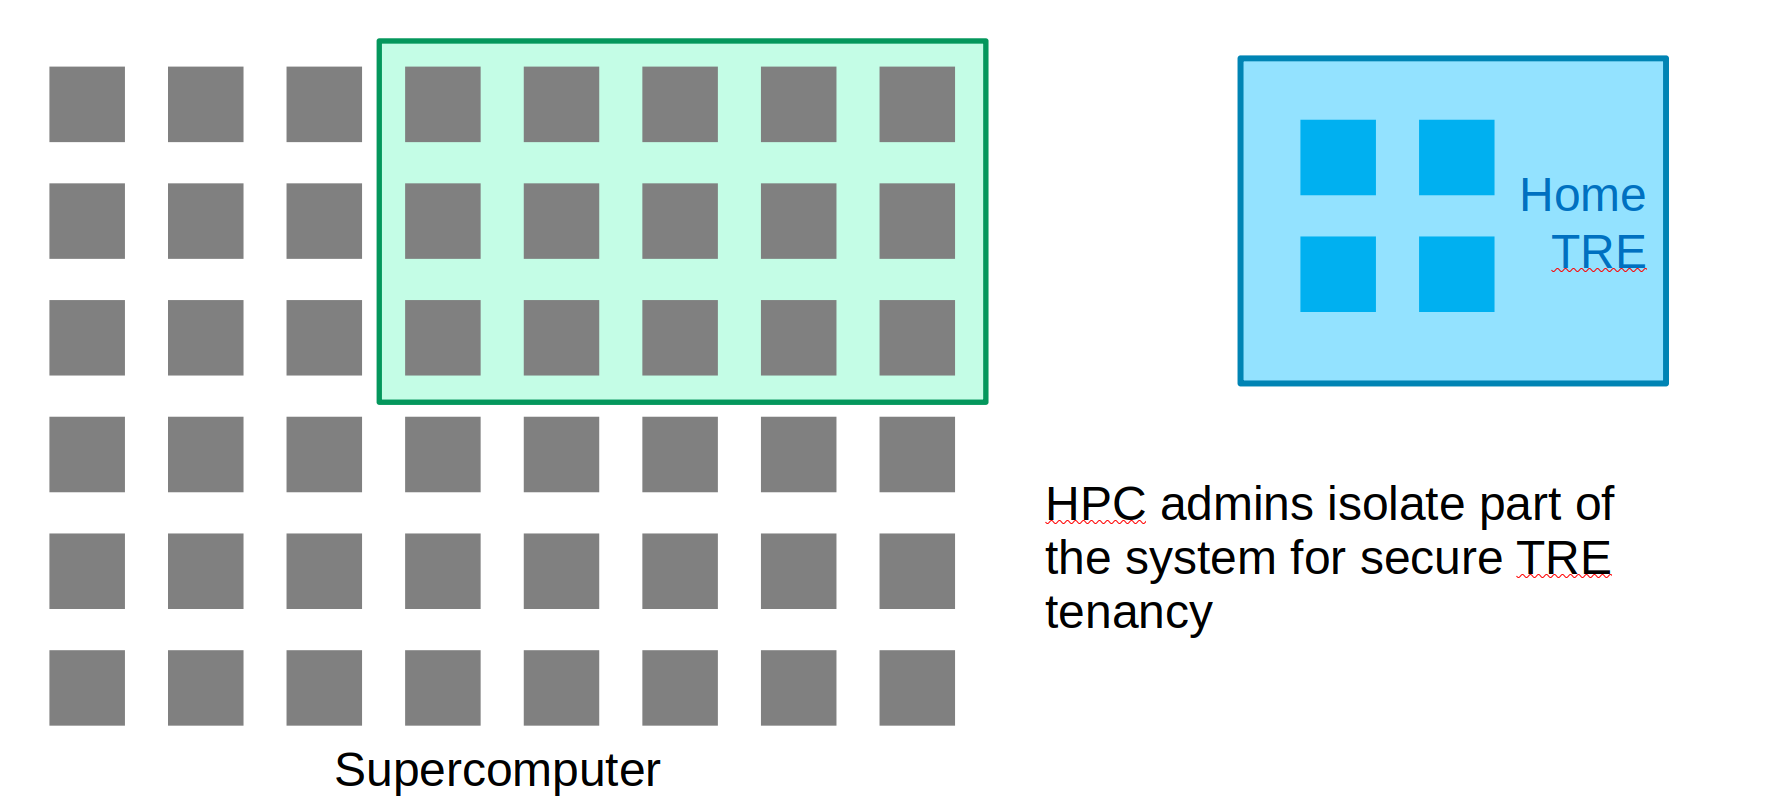 Home
TRE
HPC admins isolate part of
the system for secure TRE
tenancy
Supercomputer